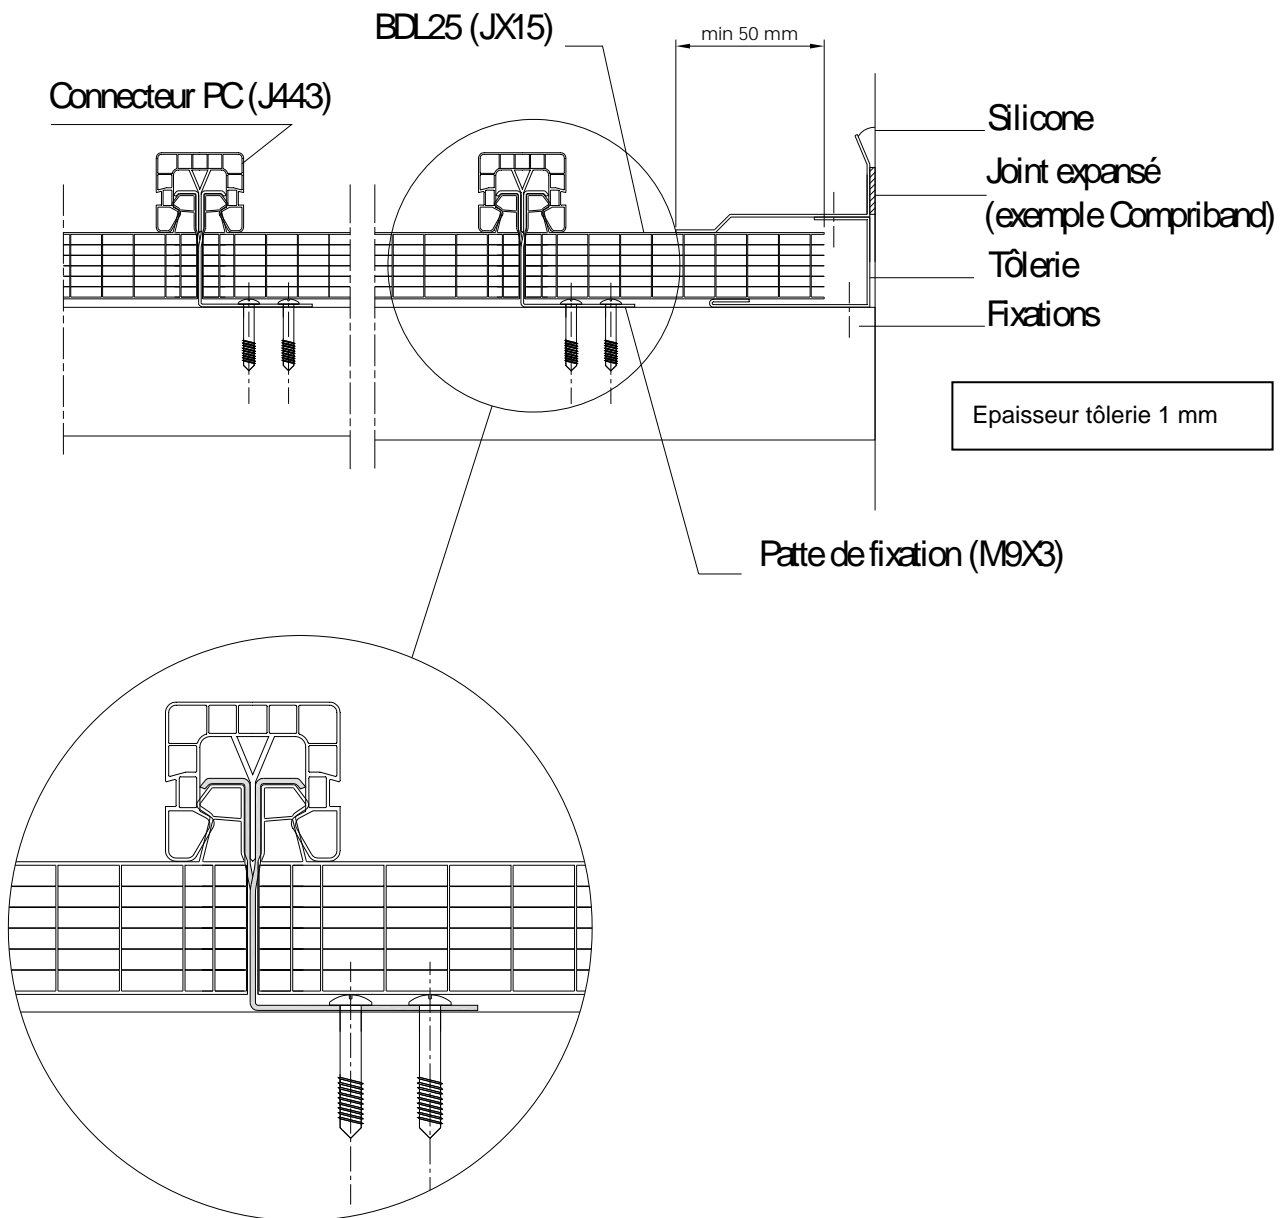 BDL25 (JX15)
min 50 mm
Connecteur PC (J443)
Silicone
Joint expansé
(exemple Compriband)
Tôlerie
Fixations
Epaisseur tôlerie 1 mm
Patte de fixation (M9X3)